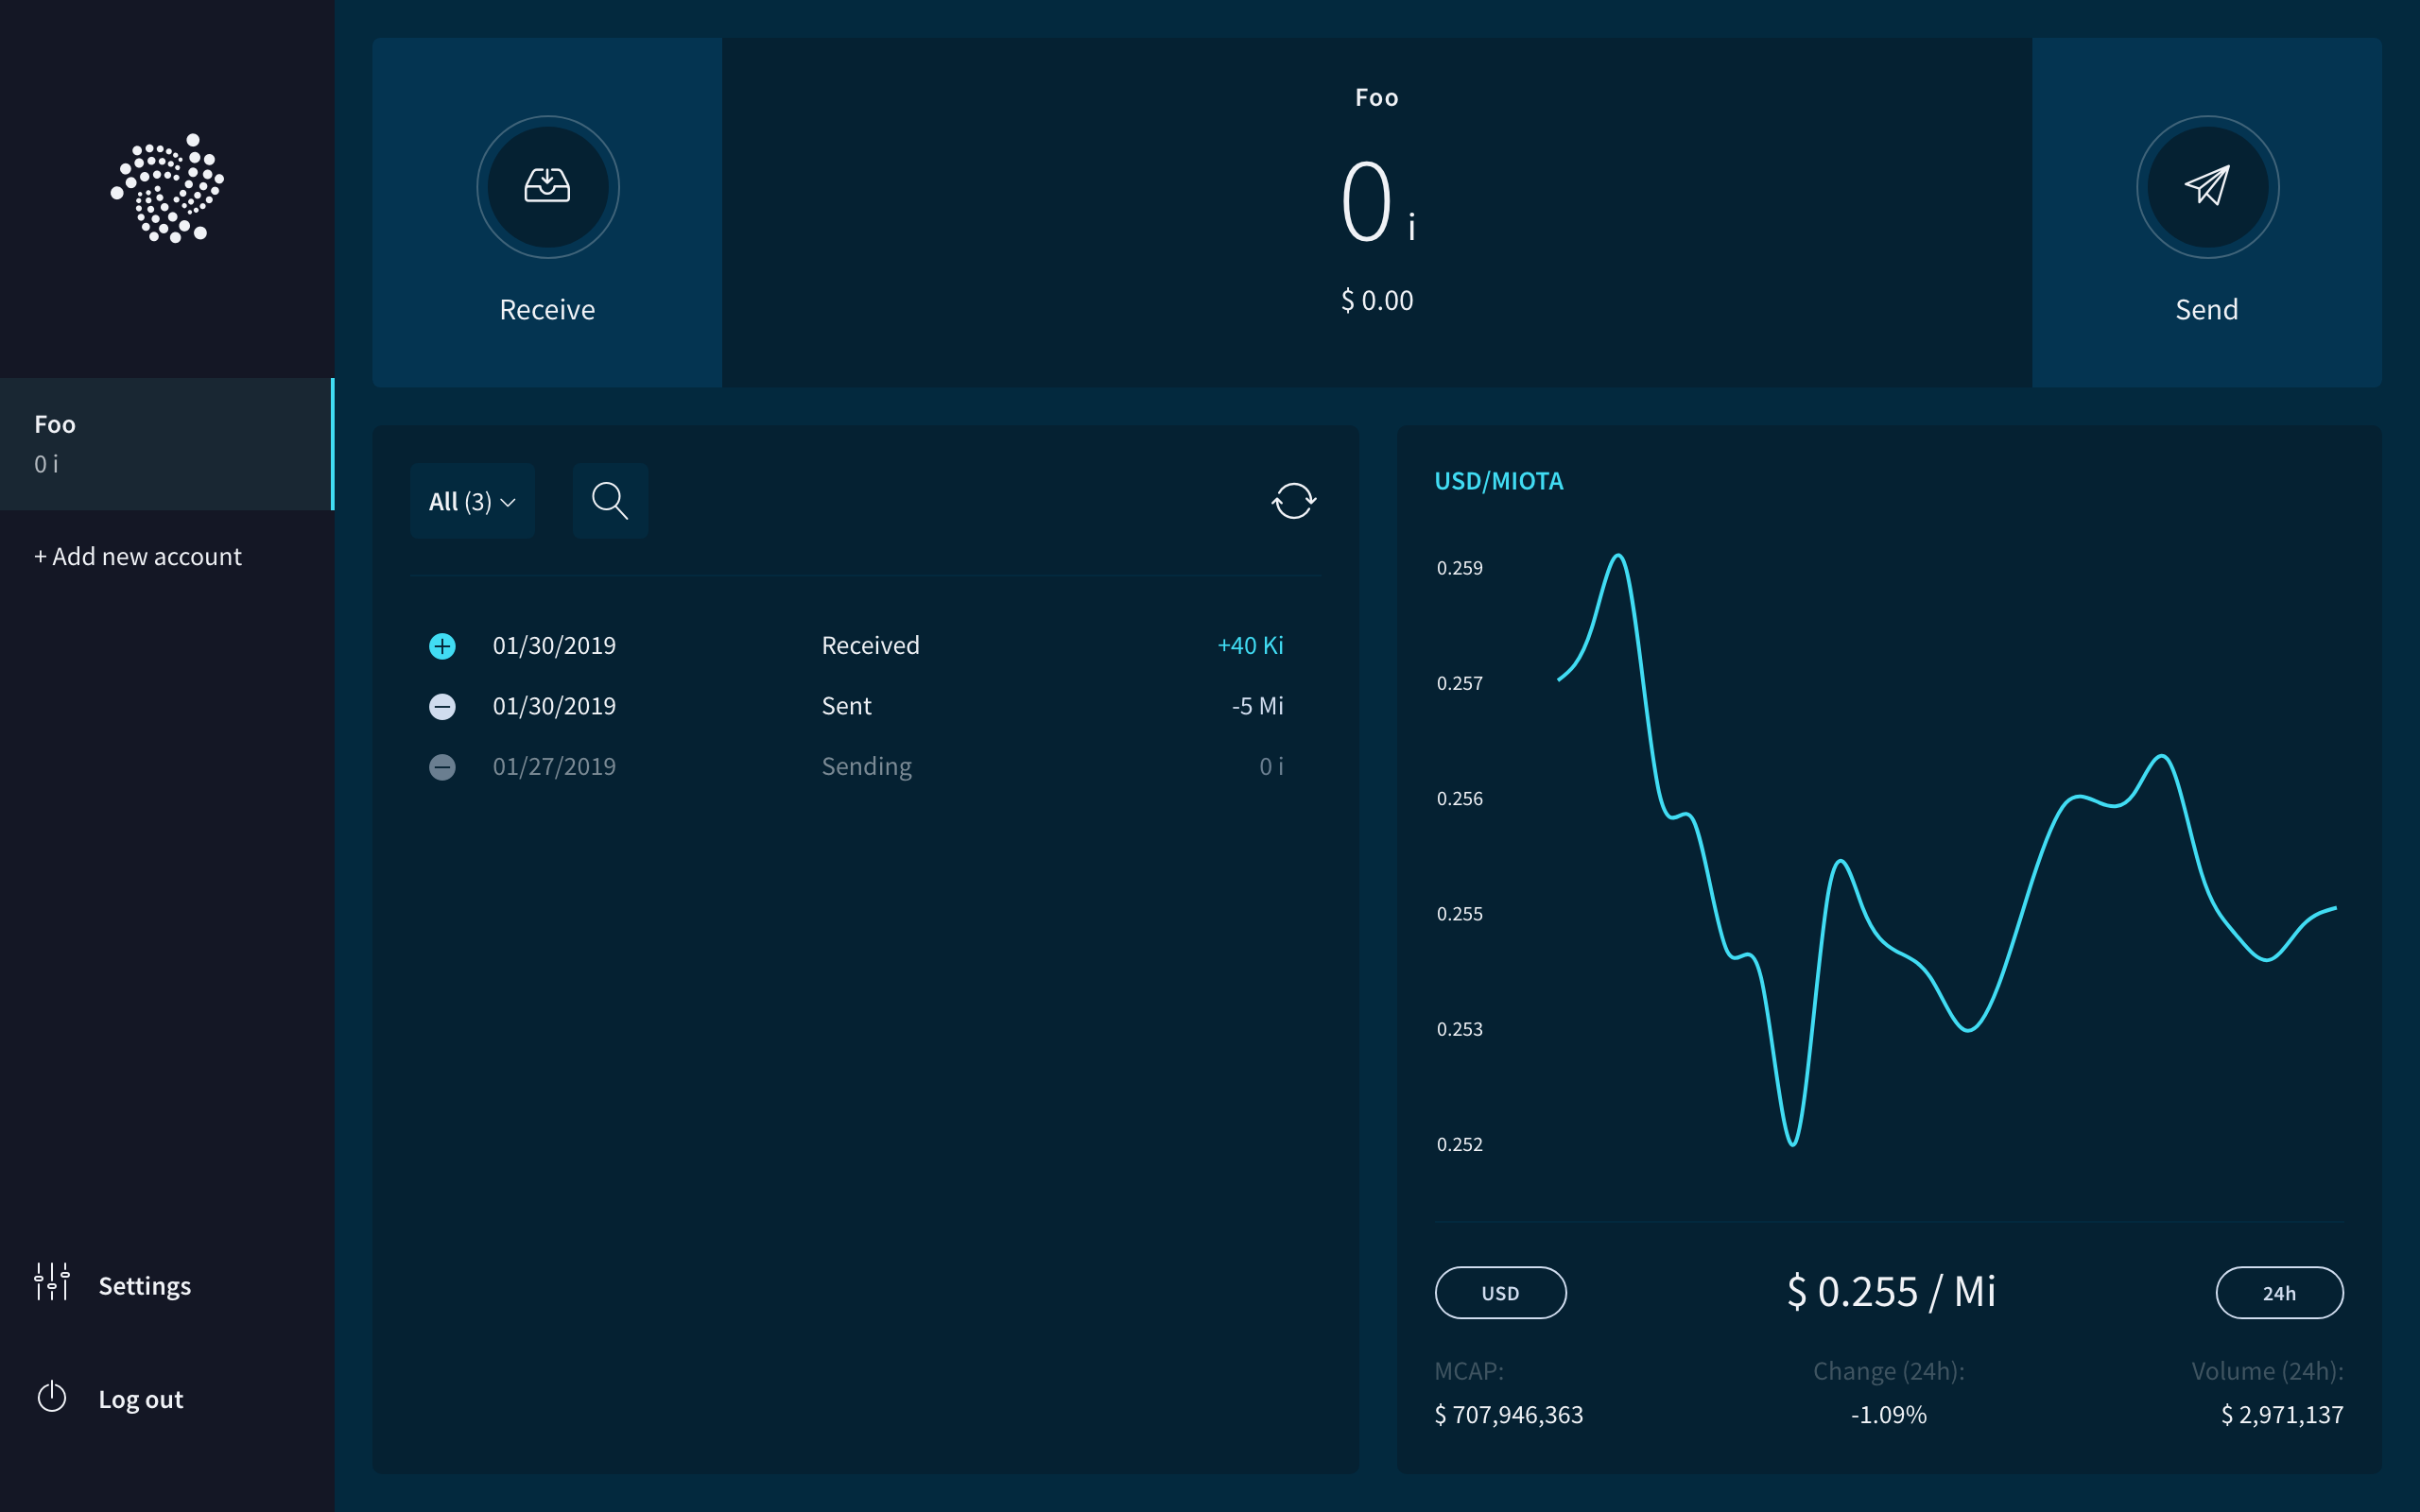 Foo
0 i
+ Add new account
Settings
Log out
Receive
Foo
0 i
$ 0.00
Send
All (3)
01/30/2019 Received +40 Ki
01/30/2019 Sent -5 Mi
01/27/2019 Sending 0 i
USD/MIOTA
0.259
0.257
0.256
0.255
0.253
0.252
USD $ 0.255 / Mi 24h
MCAP: Change (24h): Volume (24h):
$ 707,946,363 -1.09% $ 2,971,137